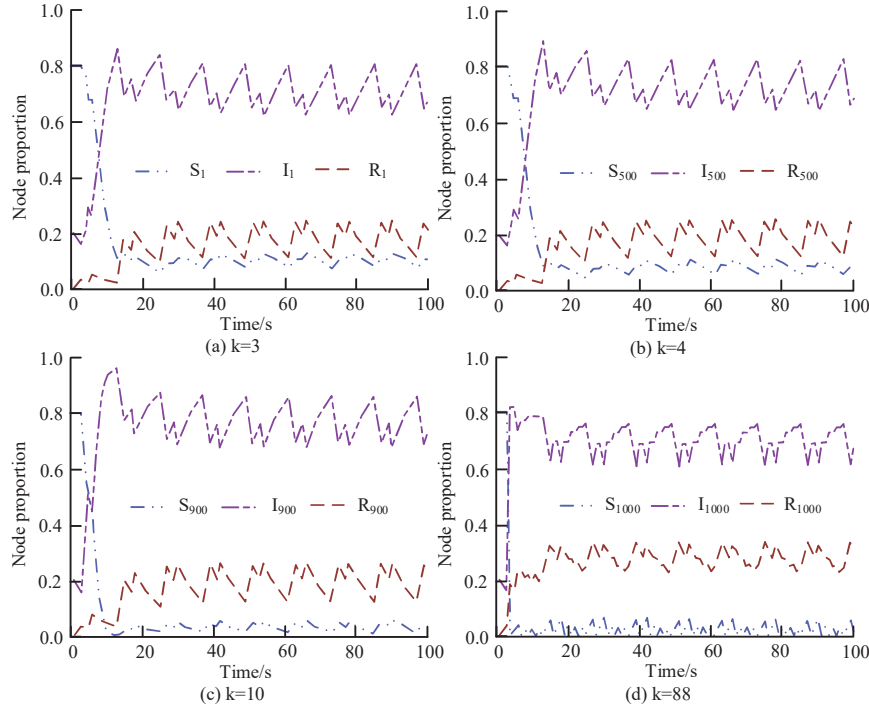 1.0
0.8
0.6
0.4
0.2
0.0
Node proportion
S1 I1 R1
0 20 40 60 80 100
Time/s
(a) k=3
1.0
0.8
0.6
0.4
0.2
0.0
Node proportion
S500 I500 R500
0 20 40 60 80 100
Time/s
(b) k=4
1.0
0.8
0.6
0.4
0.2
0.0
Node proportion
S900 I900 R900
0 20 40 60 80 100
Time/s
(c) k=10
1.0
0.8
0.6
0.4
0.2
0.0
Node proportion
S1000 I1000 R1000
0 20 40 60 80 100
Time/s
(d) k=88